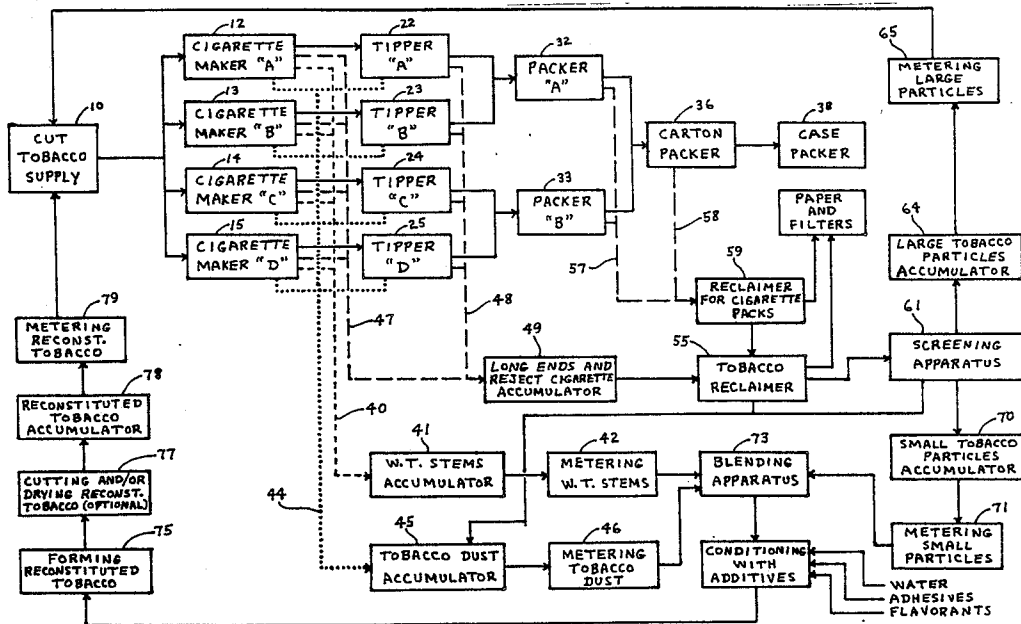 12
CIGARETTE
MAKER "A"
22
TIPPER
"A"
32
PACKER
"A"
65
METERING
LARGE
PARTICLES
10
CUT
TOBACCO
SUPPLY
13
CIGARETTE
MAKER "B"
23
TIPPER
"B"
36
CARTON
PACKER
38
CASE
PACKER
14
CIGARETTE
MAKER "C"
24
TIPPER
"C"
33
PACKER
"B"
58
PAPER
AND
FILTERS
64
LARGE TOBACCO
PARTICLES
ACCUMULATOR
15
CIGARETTE
MAKER "D"
25
TIPPER
"D"
57
59
RECLAIMER
FOR CIGARETTE
PACKS
79
METERING
RECONST.
TOBACCO
47
48
49
LONG ENDS AND
REJECT CIGARETTE
ACCUMULATOR
55
TOBACCO
RECLAIMER
61
SCREENING
APPARATUS
78
RECONSTITUTED
TOBACCO
ACCUMULATOR
40
41
W.T. STEMS
ACCUMULATOR
42
METERING
W.T. STEMS
73
BLENDING
APPARATUS
70
SMALL TOBACCO
PARTICLES
ACCUMULATOR
77
CUTTING AND/OR
DRYING RECONST.
TOBACCO (OPTIONAL)
44
45
TOBACCO DUST
ACCUMULATOR
46
METERING
TOBACCO
DUST
71
METERING
SMALL
PARTICLES
75
FORMING
RECONSTITUTED
TOBACCO
CONDITIONING
WITH
ADDITIVES
WATER
ADHESIVES
FLAVORANTS